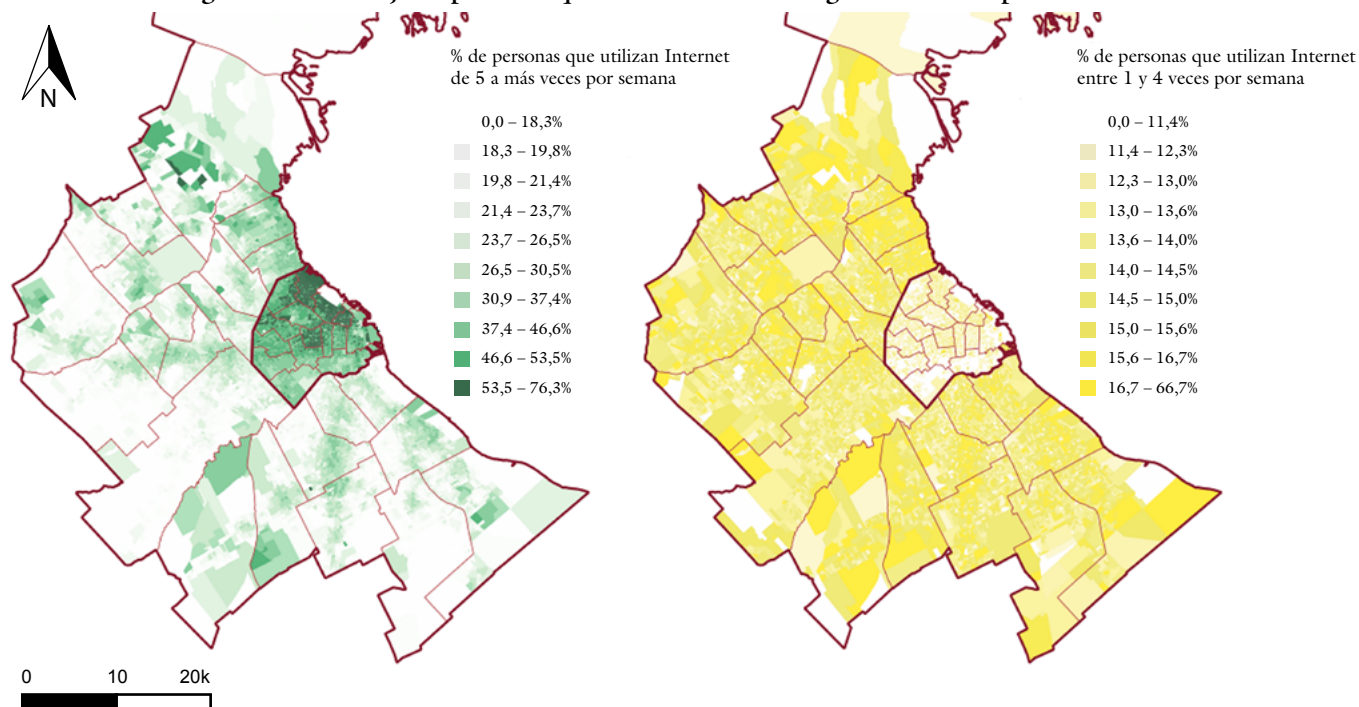 N
% de personas que utilizan Internet
de 5 a más veces por semana
0,0 – 18,3%
18,3 – 19,8%
19,8 – 21,4%
21,4 – 23,7%
23,7 – 26,5%
26,5 – 30,5%
30,9 – 37,4%
37,4 – 46,6%
46,6 – 53,5%
53,5 – 76,3%
% de personas que utilizan Internet
entre 1 y 4 veces por semana
0,0 – 11,4%
11,4 – 12,3%
12,3 – 13,0%
13,0 – 13,6%
13,6 – 14,0%
14,0 – 14,5%
14,5 – 15,0%
15,0 – 15,6%
15,6 – 16,7%
16,7 – 66,7%
0 10 20k